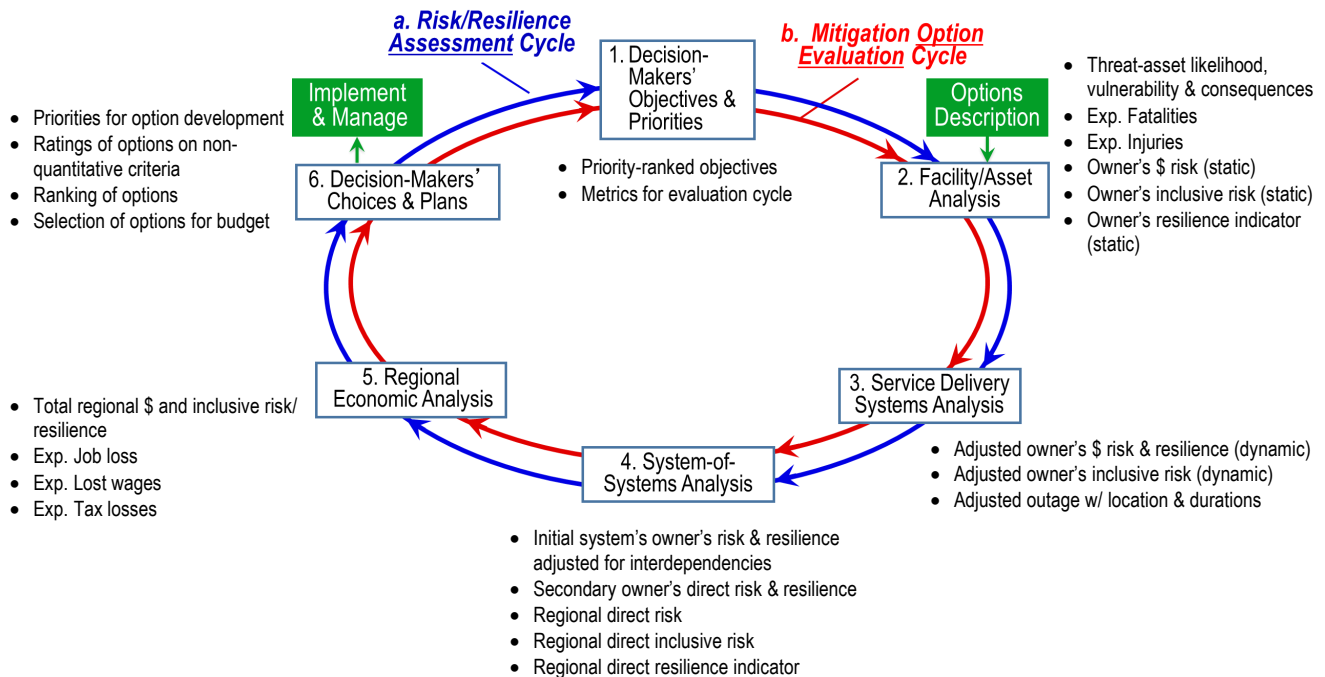 a. Risk/Resilience
Assessment Cycle
b. Mitigation Option
Evaluation Cycle
1. Decision-
Makers'
Objectives &
Priorities
• Priority-ranked objectives
• Metrics for evaluation cycle
Options
Description
2. Facility/Asset
Analysis
• Threat-asset likelihood,
vulnerability & consequences
• Exp. Fatalities
• Exp. Injuries
• Owner's $ risk (static)
• Owner's inclusive risk (static)
• Owner's resilience indicator
(static)
3. Service Delivery
Systems Analysis
• Adjusted owner's $ risk & resilience (dynamic)
• Adjusted owner's inclusive risk (dynamic)
• Adjusted outage w/ location & durations
4. System-of-
Systems Analysis
• Initial system's owner's risk & resilience
adjusted for interdependencies
• Secondary owner's direct risk & resilience
• Regional direct risk
• Regional direct inclusive risk
• Regional direct resilience indicator
5. Regional
Economic Analysis
• Total regional $ and inclusive risk/
resilience
• Exp. Job loss
• Exp. Lost wages
• Exp. Tax losses
6. Decision-Makers'
Choices & Plans
Implement
& Manage
• Priorities for option development
• Ratings of options on non-
quantitative criteria
• Ranking of options
• Selection of options for budget